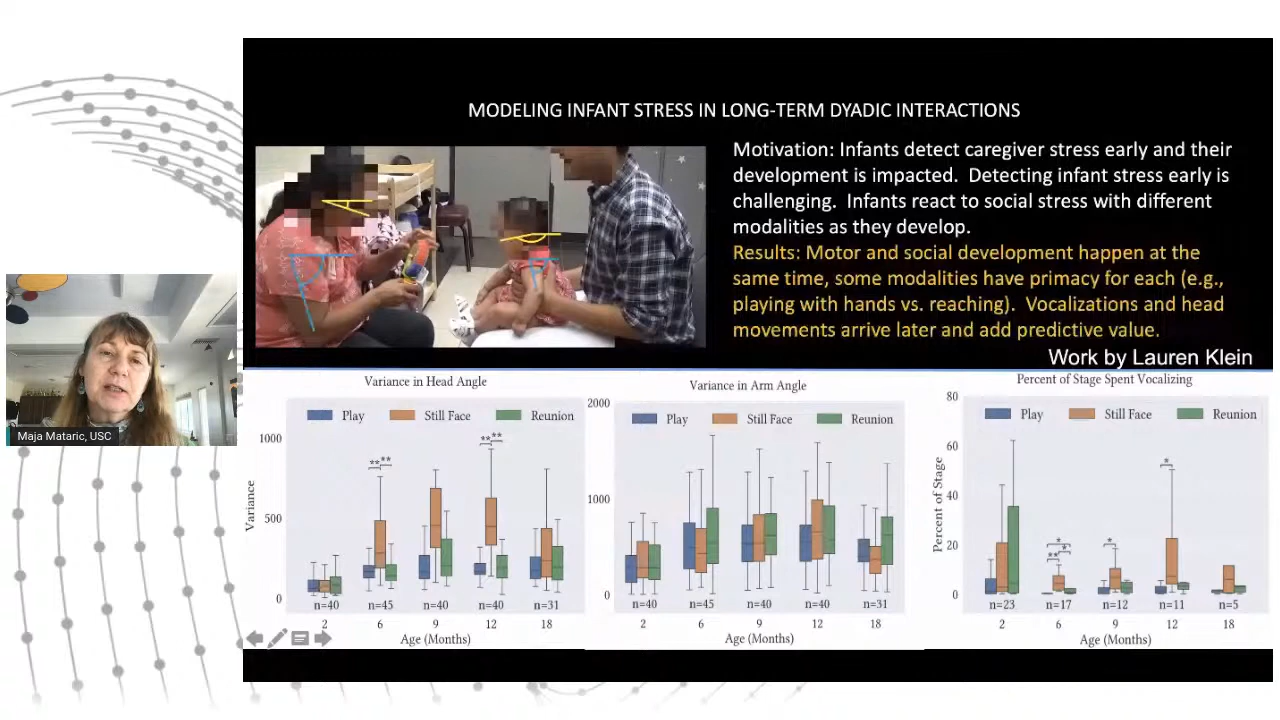 MODELING INFANT STRESS IN LONG-TERM DYADIC INTERACTIONS
Motivation: Infants detect caregiver stress early and their
development is impacted.  Detecting infant stress early is
challenging.  Infants react to social stress with different
modalities as they develop.
Results: Motor and social development happen at the
same time, some modalities have primacy for each (e.g.,
playing with hands vs. reaching).  Vocalizations and head
movements arrive later and add predictive value.
Work by Lauren Klein
Maja Mataric, USC
Variance in Head Angle
Play Still Face Reunion
Variance
1000
500
0
** **
** **
n=40 n=45 n=40 n=40 n=31
2 6 9 12 18
Age (Months)
Variance in Arm Angle
Play Still Face Reunion
2000
1000
0
n=40 n=45 n=40 n=40 n=31
2 6 9 12 18
Age (Months)
Percent of Stage Spent Vocalizing
Play Still Face Reunion
Percent of Stage
80
60
40
20
0
*
** *
*
*
n=23 n=17 n=12 n=11 n=5
2 6 9 12 18
Age (Months)